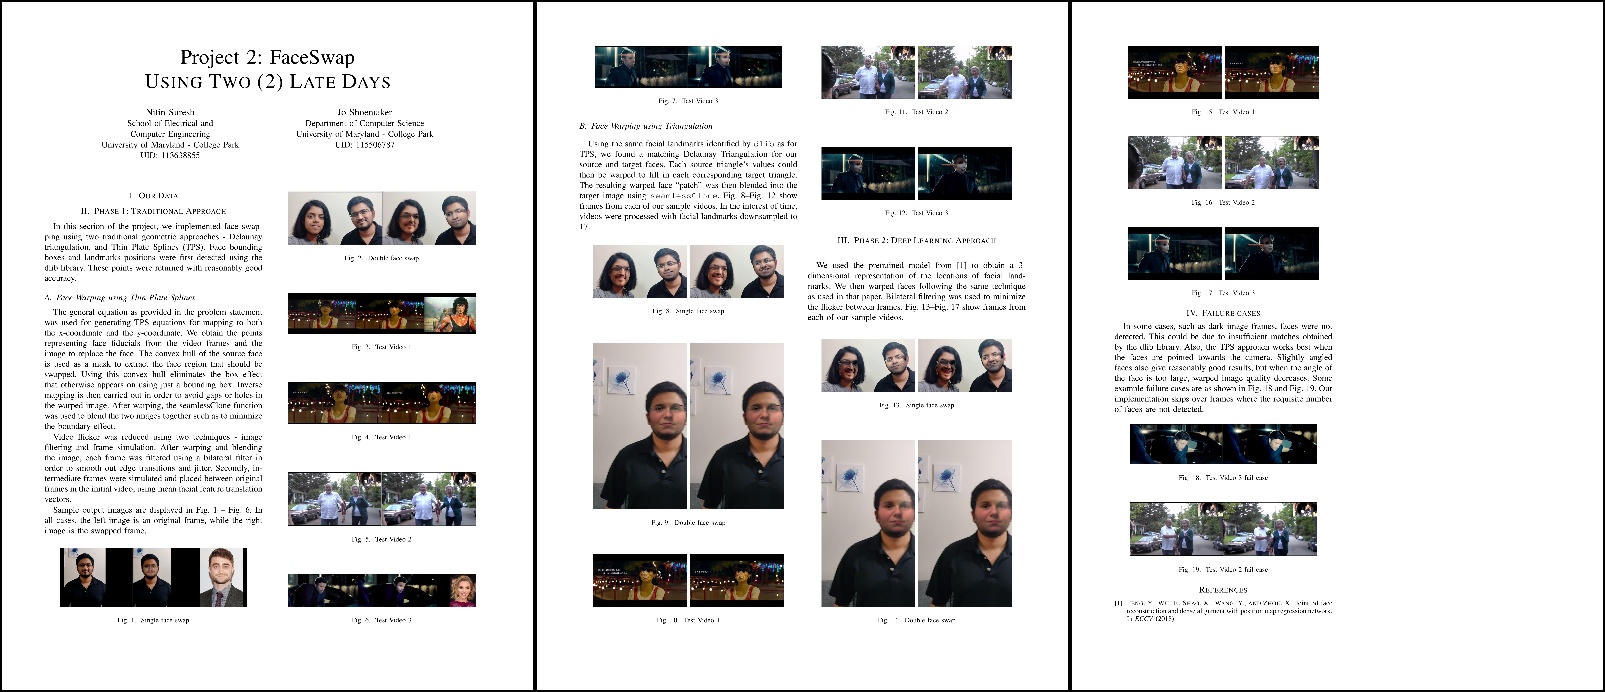 Project 2: FaceSwap
USING TWO (2) LATE DAYS
Nitin Suresh
School of Electrical and
Computer Engineering
University of Maryland - College Park
Jo Shoemaker
Department of Computer Science
University of Maryland - College Park
UID: 115506787
I. OUR DATA
II. PHASE 1: TRADITIONAL APPROACH
In this section of the project, we implemented face swap-
ping using two traditional geometric approaches - Delaunay
triangulation, and Thin Plate Splines (TPS). Face bounding
boxes and landmarks positions were first detected using the
dlib library. These points were returned with reasonably good
accuracy.
A. Face Warping using Thin Plate Splines
The general equation as provided in the problem statement
was used for generating TPS equations for mapping to both
the x-coordinate and the y-coordinate. We obtain the points
representing face fiducials from the video frames and the
image to replace the face. The convex hull of the source face
is used as a mask to extract the face region that should be
swapped. Using this convex hull eliminates the box effect
that otherwise appears on using just a bounding box. Inverse
mapping is then carried out in order to avoid gaps or holes in
the warped image. After warping, the seamlessClone function
was used to blend the two images together such as to minimize
the boundary effect.
Video flicker was reduced using two techniques - image
filtering and frame simulation. After warping and blending
the image, each frame was filtered using a bilateral filter in
order to smooth out edge transitions and jitter. Secondly, in-
termediate frames were simulated and placed between original
frames in the initial video, using mean facial feature translation
vectors.
Sample output images are displayed in Fig. 1 – Fig. 6. In
all cases, the left image is an original frame, while the right
image is the swapped frame.
Fig. 1. Single face swap
Fig. 2. Double face swap
Fig. 3. Test Video 1
Fig. 4. Test Video 1
Fig. 5. Test Video 2
Fig. 6. Test Video 3
Fig. 7. Test Video 3
B. Face Warping using Triangulation
Using the same facial landmarks identified by dlib as for
TPS, we found a matching Delaunay Triangulation for our
source and target faces. Each source triangle's values could
then be warped to fill in each corresponding target triangle.
The resulting warped face “patch” was then blended into the
target image using seamlessClone. Fig. 8–Fig. 12 show
frames from each of our sample videos. In the interest of time,
videos were processed with facial landmarks downsampled to
17.
Fig. 8. Single face swap
Fig. 9. Double face swap
Fig. 10. Test Video 1
Fig. 11. Test Video 2
Fig. 12. Test Video 3
III. PHASE 2: DEEP LEARNING APPROACH
We used the pretrained model from [1] to obtain a 3-
dimensional representation of the locations of facial land-
marks. We then warped faces following the same technique
as used in that paper. Bilateral filtering was used to minimize
the flicker between frames. Fig. 13–Fig. 17 show frames from
each of our sample videos.
Fig. 13. Single face swap
Fig. 14. Double face swap
Fig. 15. Test Video 1
Fig. 16. Test Video 2
Fig. 17. Test Video 3
IV. FAILURE CASES
In some cases, such as dark image frames, faces were not
detected. This could be due to insufficient matches obtained
by the dlib library. Also, the TPS approach works best when
the faces are pointed towards the camera. Slightly angled
faces also give reasonably good results, but when the angle of
the face is too large, warped image quality decreases. Some
example failure cases are as shown in Fig. 18 and Fig. 19. Our
implementation skips over frames where the requisite number
of faces are not detected.
Fig. 18. Test Video 3 fail case
Fig. 19. Test Video 2 fail case
REFERENCES
[1] FENG, Y., WU, F., SHAO, X., WANG, Y., AND ZHOU, X. Joint 3d face
reconstruction and dense alignment with position map regression network.
In ECCV (2018).